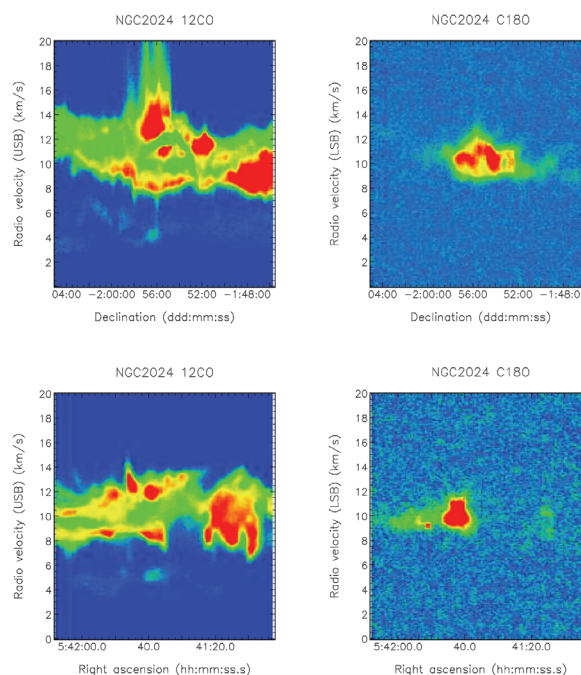 NGC2024 12CO
Radio velocity (USB) (km/s)
20
18
16
14
12
10
8
6
4
2
04:00 −2:00:00 56:00 52:00 −1:48:00
Declination (ddd:mm:ss)
NGC2024 C18O
Radio velocity (LSB) (km/s)
20
18
16
14
12
10
8
6
4
2
04:00 −2:00:00 56:00 52:00 −1:48:00
Declination (ddd:mm:ss)
NGC2024 12CO
Radio velocity (USB) (km/s)
20
18
16
14
12
10
8
6
4
2
0
5:42:00.0 40.0 41:20.0
Right ascension (hh:mm:ss.s)
NGC2024 C18O
Radio velocity (LSB) (km/s)
20
18
16
14
12
10
8
6
4
2
0
5:42:00.0 40.0 41:20.0
Right ascension (hh:mm:ss.s)